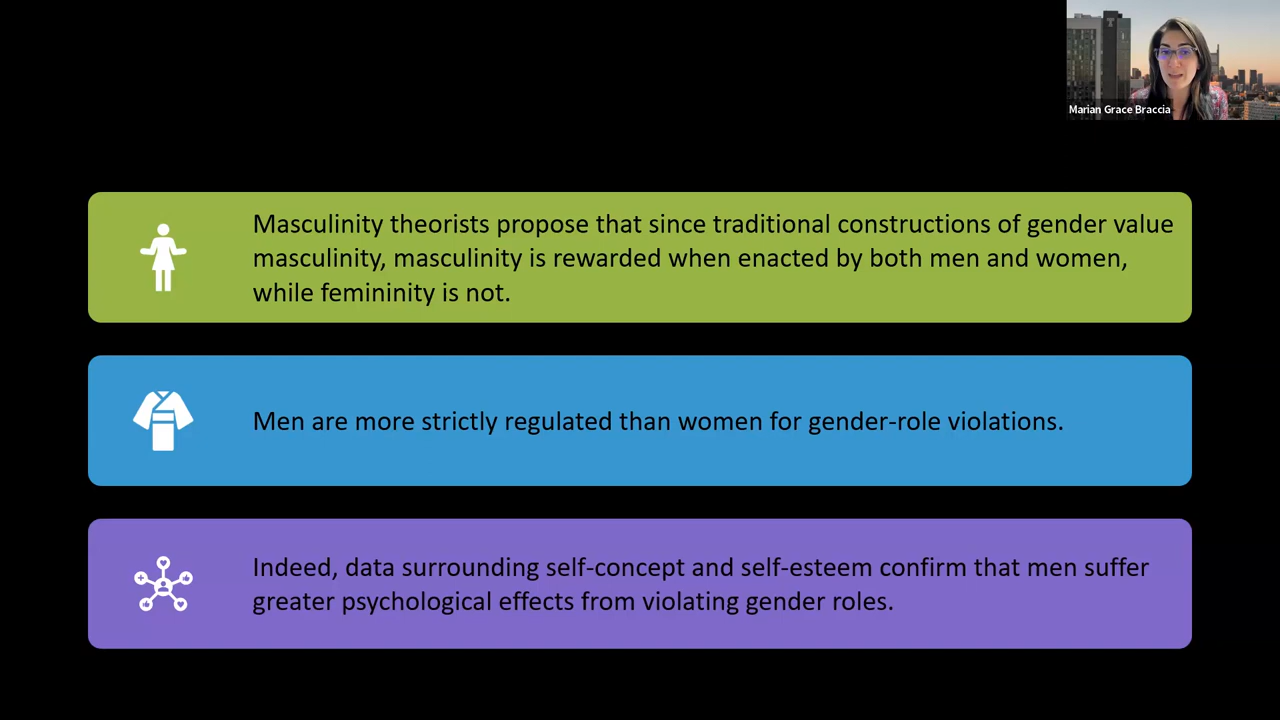 Marian Grace Braccia
Masculinity theorists propose that since traditional constructions of gender value
masculinity, masculinity is rewarded when enacted by both men and women,
while femininity is not.
Men are more strictly regulated than women for gender-role violations.
Indeed, data surrounding self-concept and self-esteem confirm that men suffer
greater psychological effects from violating gender roles.